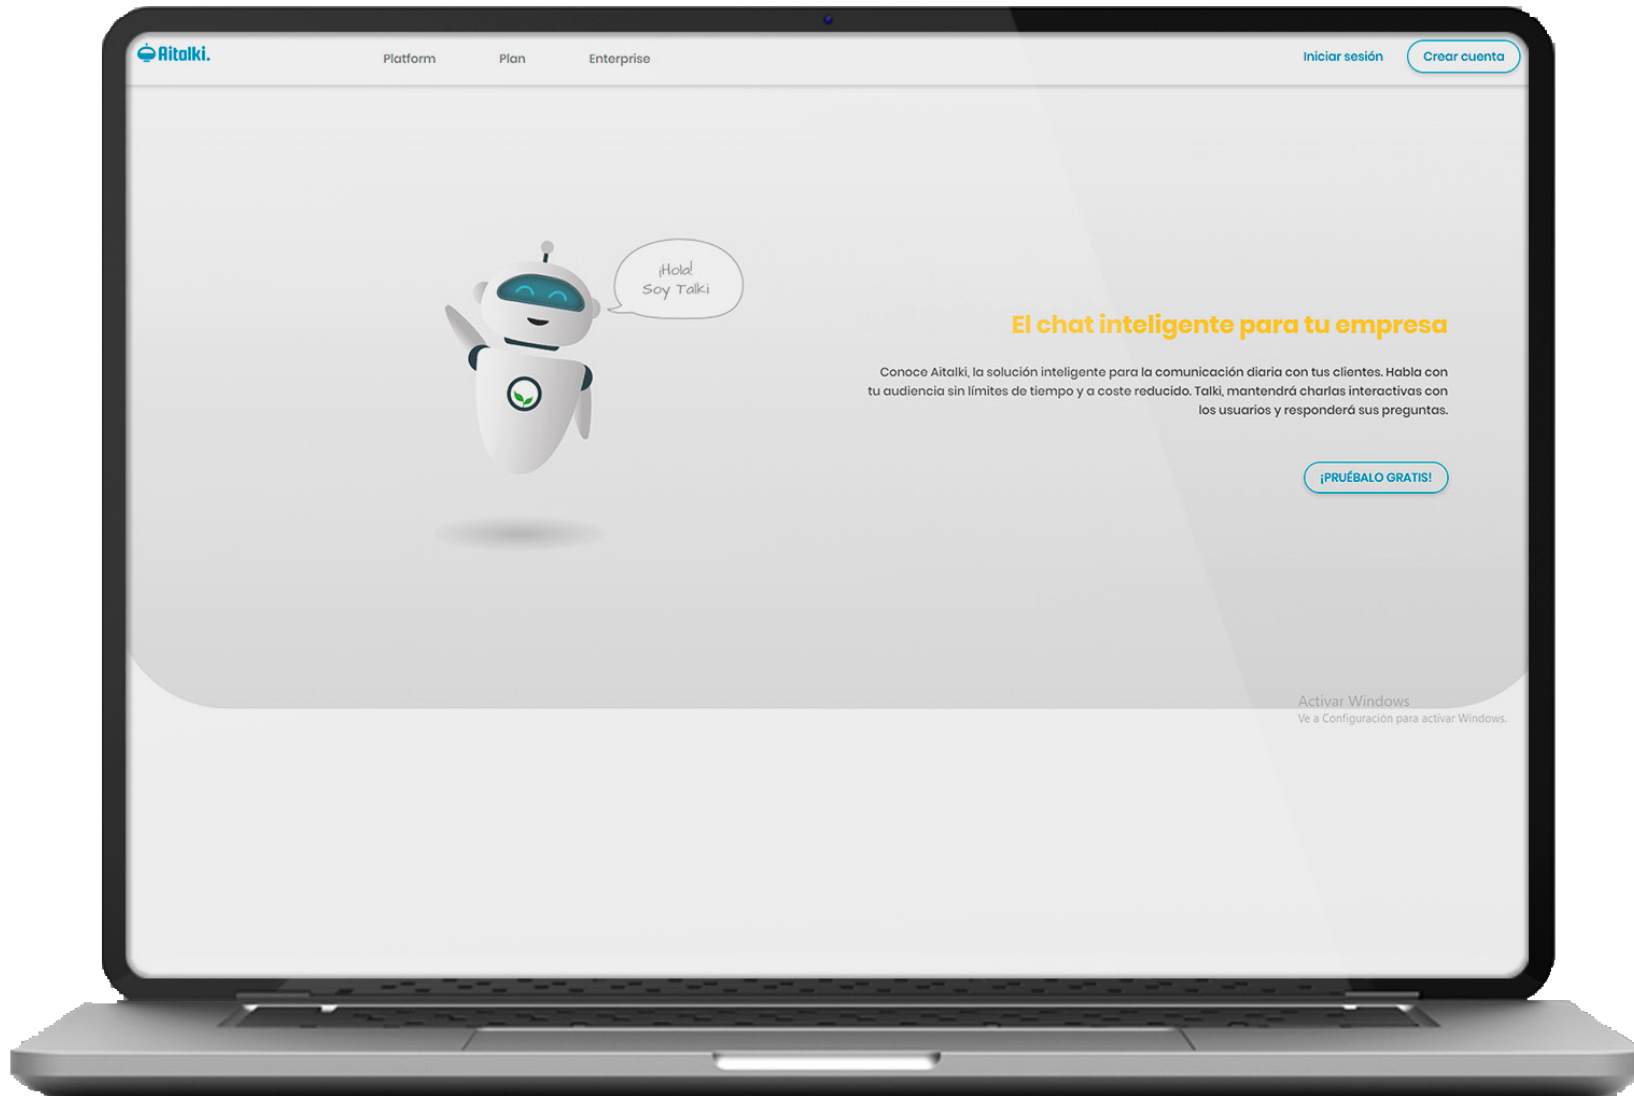 Aitalki.
Platform
Plan
Enterprise
Iniciar sesión
Crear cuenta
¡Hola!
Soy Talki
El chat inteligente para tu empresa
Conoce Aitalki, la solución inteligente para la comunicación diaria con tus clientes. Habla con
tu audiencia sin límites de tiempo y a coste reducido. Talki, mantendrá charlas interactivas con
los usuarios y responderá sus preguntas.
¡PRUÉBALO GRATIS!
Activar Windows
Ve a Configuración para activar Windows.